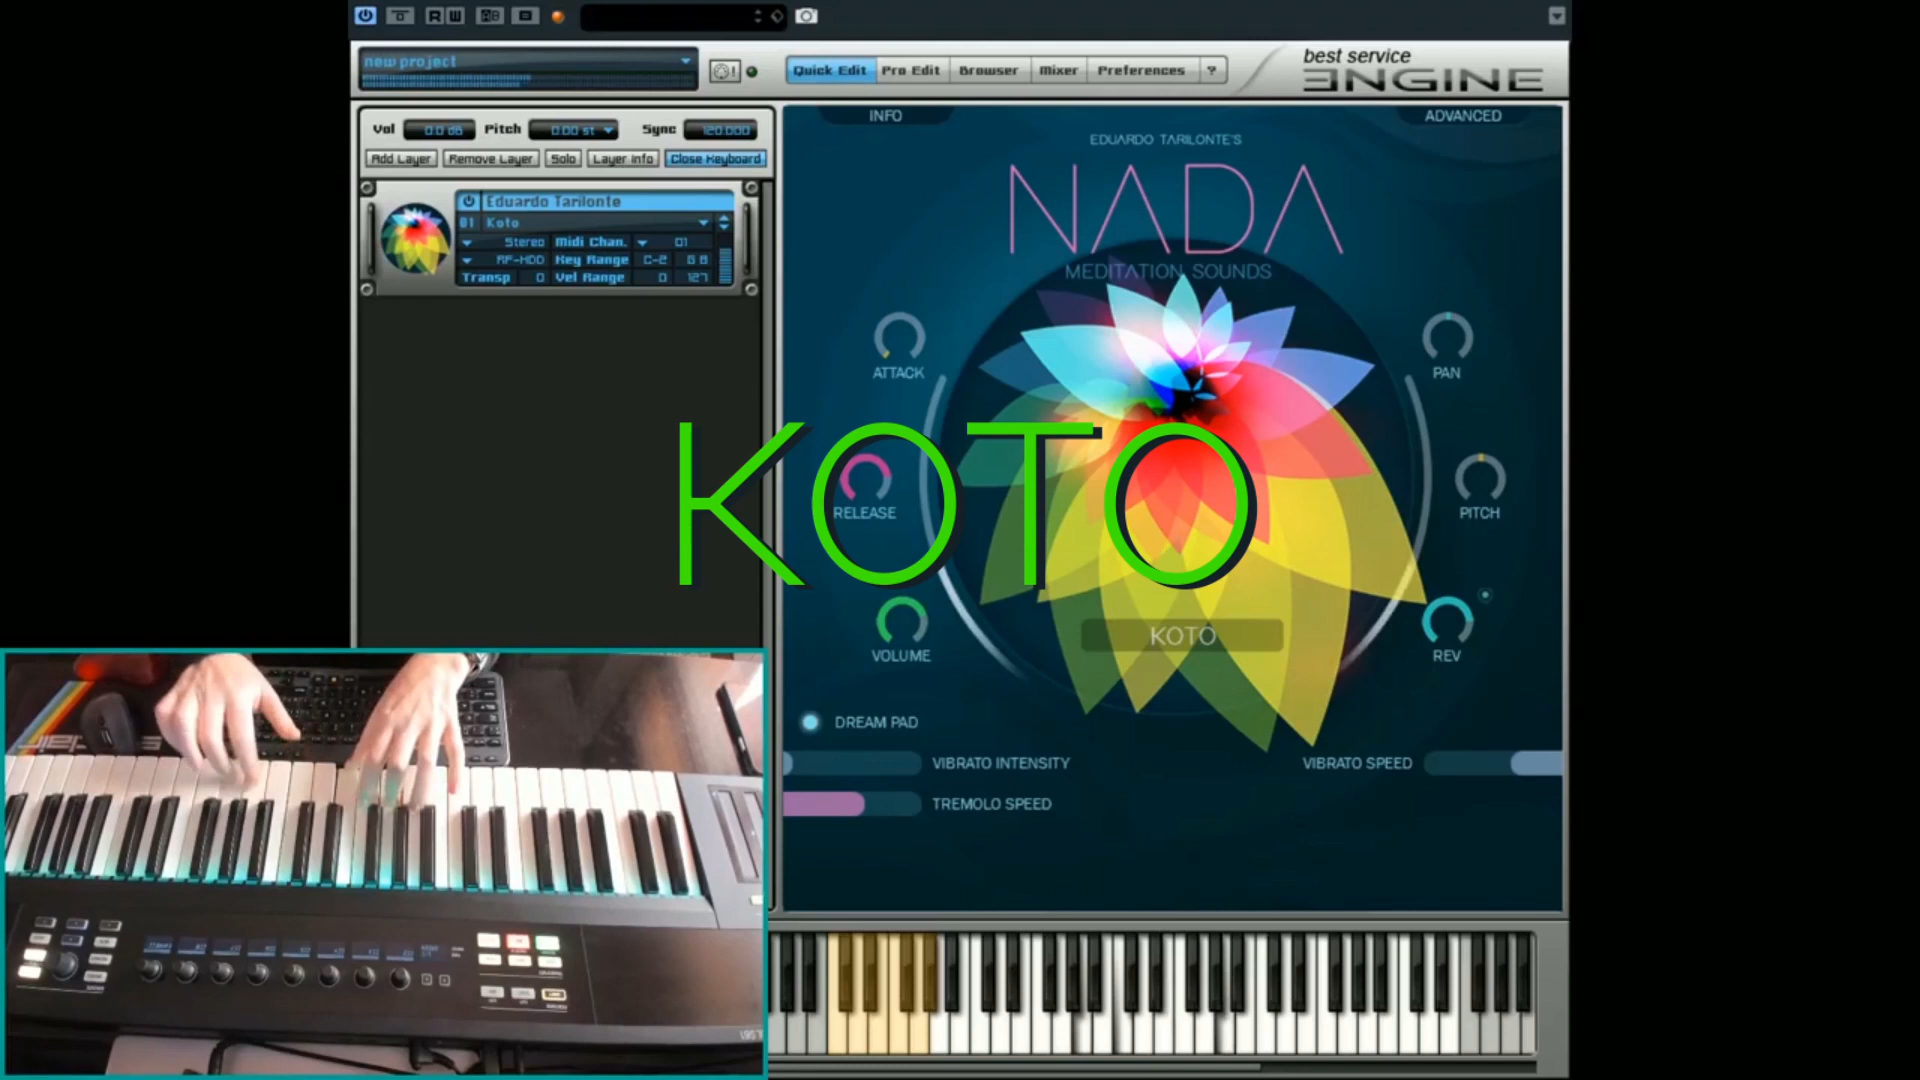 R W
new project
Quick Edit Pro Edit Browser Mixer Preferences ?
best service
ENGINE
Vol 0.0 dB Pitch 0.00 st Sync 120.000
Add Layer Remove Layer Solo Layer Info Close Keyboard
Eduardo Tarilonte
01 Koto
Stereo Midi Chan. 01
RF-HDD Key Range C-2 G 8
Transp 0 Vel Range 0 127
INFO
ADVANCED
EDUARDO TARILONTE'S
NADA
MEDITATION SOUNDS
ATTACK
PAN
KOTO
RELEASE
PITCH
KOTO
VOLUME
REV
DREAM PAD
VIBRATO INTENSITY
VIBRATO SPEED
TREMOLO SPEED